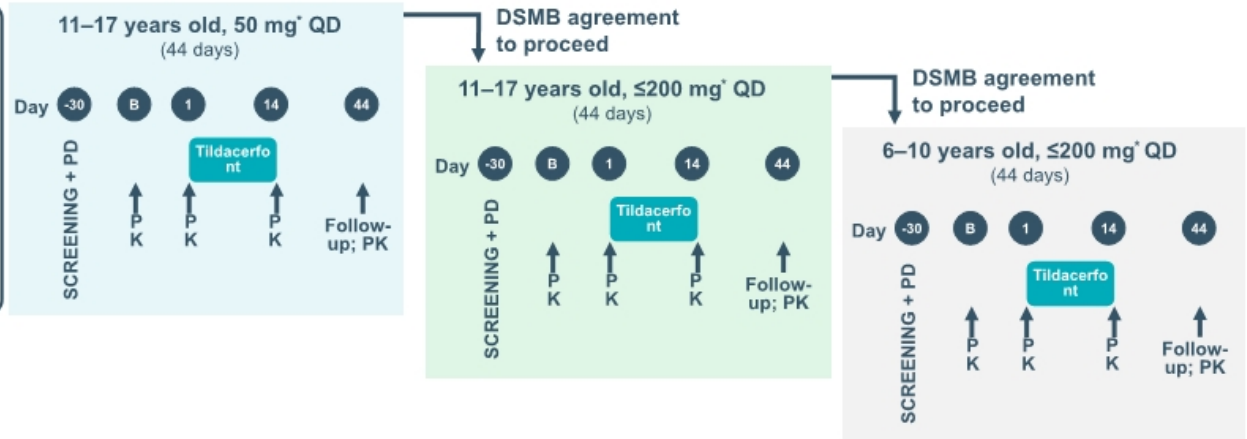 11–17 years old, 50 mg* QD
(44 days)
Day -30 B 1 14 44
SCREENING + PD
Tildacerfo
nt
P
K
P
K
P
K
Follow-
up; PK
DSMB agreement
to proceed
11–17 years old, ≤200 mg* QD
(44 days)
Day -30 B 1 14 44
SCREENING + PD
Tildacerfo
nt
P
K
P
K
P
K
Follow-
up; PK
DSMB agreement
to proceed
6–10 years old, ≤200 mg* QD
(44 days)
Day -30 B 1 14 44
SCREENING + PD
Tildacerfo
nt
P
K
P
K
P
K
Follow-
up; PK